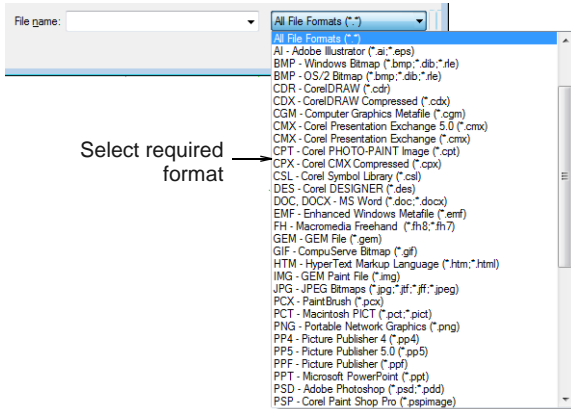 File name:
All File Formats (*.*)
All File Formats (*.*)
AI - Adobe Illustrator (*.ai;*.eps)
BMP - Windows Bitmap (*.bmp;*.dib;*.rle)
BMP - OS/2 Bitmap (*.bmp;*.dib;*.rle)
CDR - CorelDRAW (*.cdr)
CDX - CorelDRAW Compressed (*.cdx)
CGM - Computer Graphics Metafile (*.cgm)
CMX - Corel Presentation Exchange 5.0 (*.cmx)
CMX - Corel Presentation Exchange (*.cmx)
CPT - Corel PHOTO-PAINT Image (*.cpt)
CPX - Corel CMX Compressed (*.cpx)
CSL - Corel Symbol Library (*.csl)
DES - Corel DESIGNER (*.des)
DOC, DOCX - MS Word (*.doc;*.docx)
EMF - Enhanced Windows Metafile (*.emf)
FH - Macromedia Freehand (*.fh8;*.fh7)
GEM - GEM File (*.gem)
GIF - CompuServe Bitmap (*.gif)
HTM - HyperText Markup Language (*.htm;*.html)
IMG - GEM Paint File (*.img)
JPG - JPEG Bitmaps (*.jpg;*.jtf;*.jff;*.jpeg)
PCX - PaintBrush (*.pcx)
PCT - Macintosh PICT (*.pct;*.pict)
PNG - Portable Network Graphics (*.png)
PP4 - Picture Publisher 4 (*.pp4)
PP5 - Picture Publisher 5.0 (*.pp5)
PPF - Picture Publisher (*.ppf)
PPT - Microsoft PowerPoint (*.ppt)
PSD - Adobe Photoshop (*.psd;*.pdd)
PSP - Corel Paint Shop Pro (*.pspimage)
Select required
format